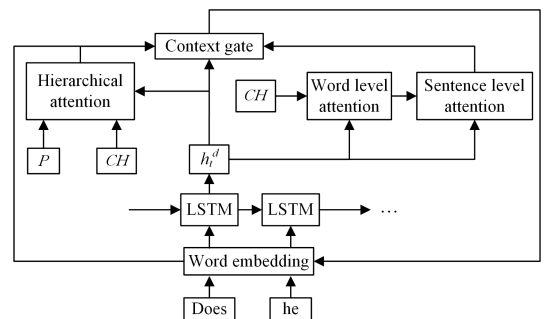 Context gate
Hierarchical
attention
CH
Word level
attention
Sentence level
attention
P
CH
h_t^d
LSTM
LSTM
...
Word embedding
Does
he